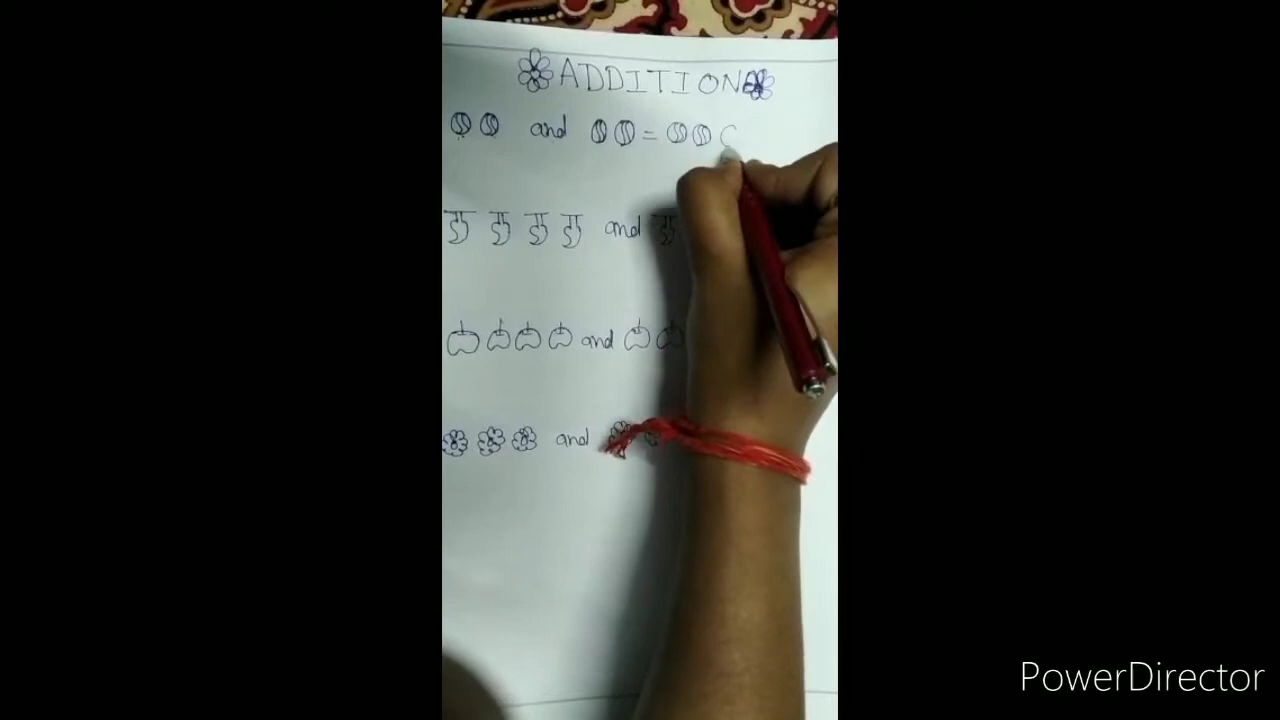 ADDITION
and =
and
and
and
PowerDirector